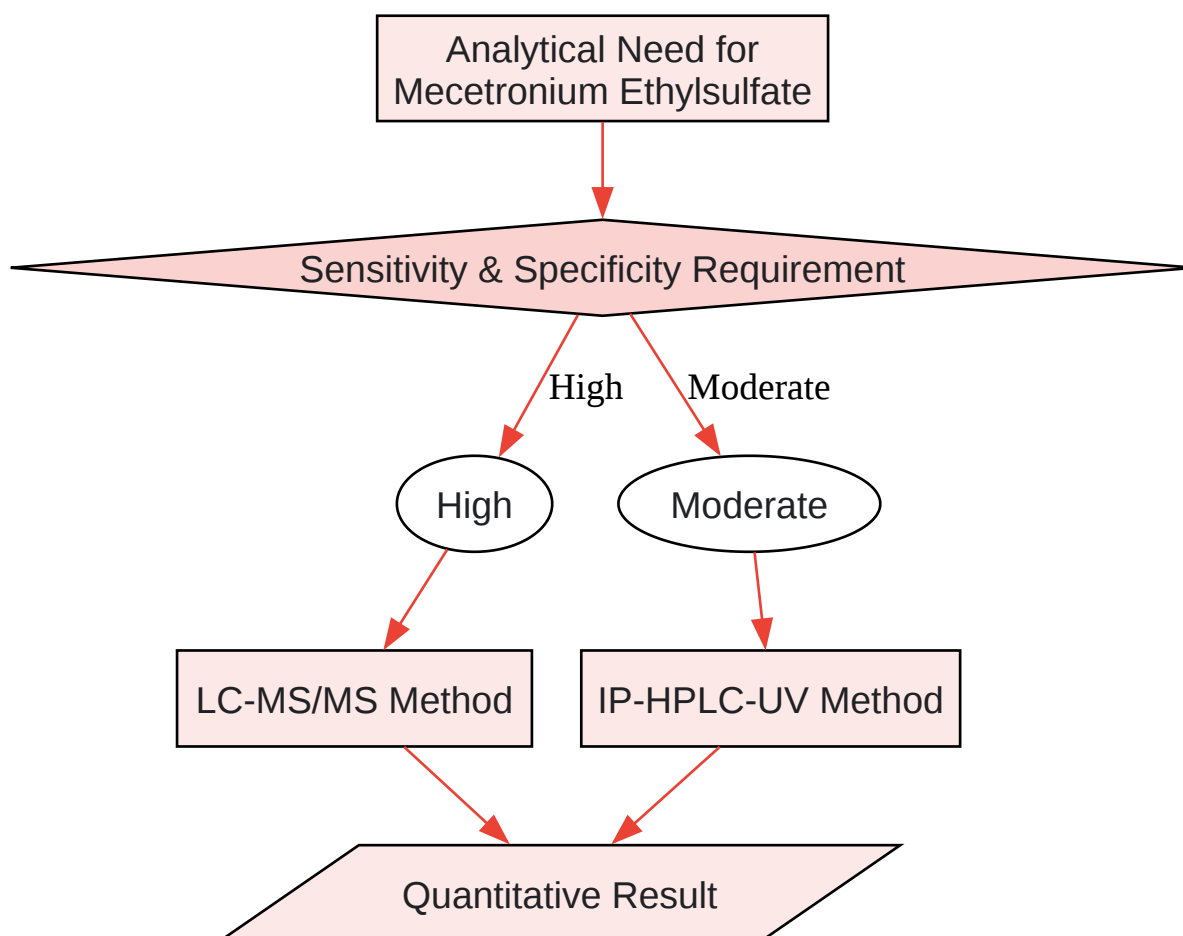 Analytical Need for
Mecetronium Ethylsulfate
Sensitivity & Specificity Requirement
High
Moderate
High
Moderate
LC-MS/MS Method
IP-HPLC-UV Method
Quantitative Result